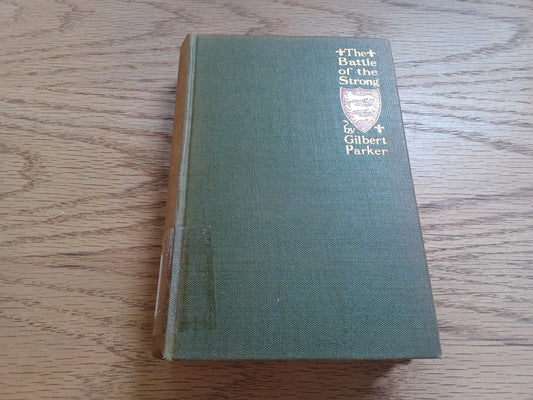 The
Battle
of the
Strong
by
Gilbert
Parker